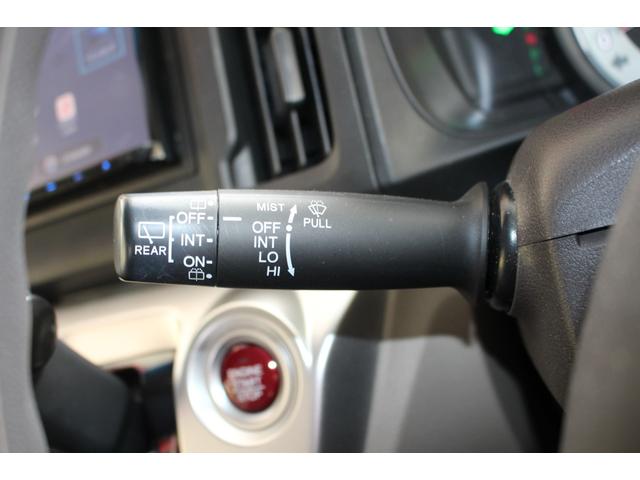 REAR
OFF
INT
ON
MIST
OFF
INT
LO
HI
PULL
ENGINE
START
STOP